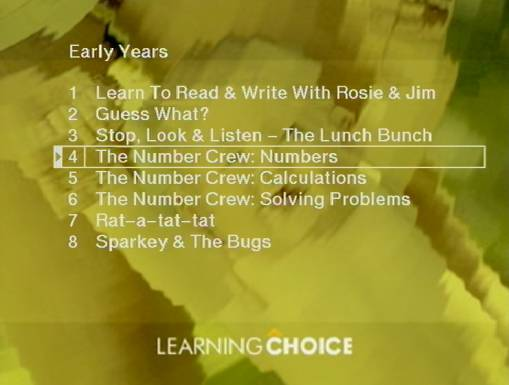 Early Years
1 Learn To Read & Write With Rosie & Jim
2 Guess What?
3 Stop, Look & Listen – The Lunch Bunch
4 The Number Crew: Numbers
5 The Number Crew: Calculations
6 The Number Crew: Solving Problems
7 Rat–a–tat–tat
8 Sparkey & The Bugs
LEARNING CHOICE